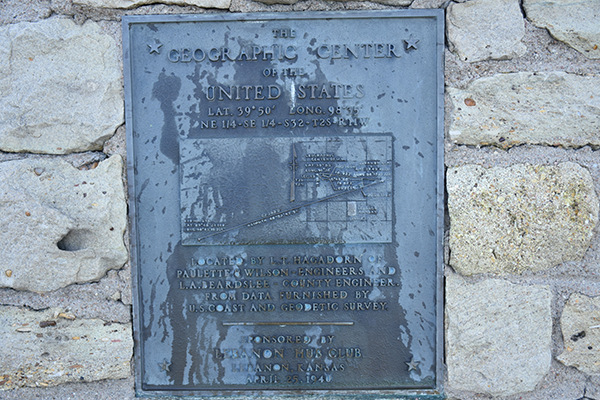 THE
GEOGRAPHIC CENTER
OF THE
UNITED STATES
LAT. 39°50' LONG. 98°35'
NE 1/4-SE 1/4-S32-T2S-R11W
LOCATED BY L.T. HAGADORN OF
PAULETTE & WILSON-ENGINEERS AND
L.A. BEARDSLEE-COUNTY ENGINEER.
FROM DATA FURNISHED BY
U.S. COAST AND GEODETIC SURVEY.
SPONSORED BY
LEBANON HUB CLUB
LEBANON, KANSAS
APRIL 25, 1940